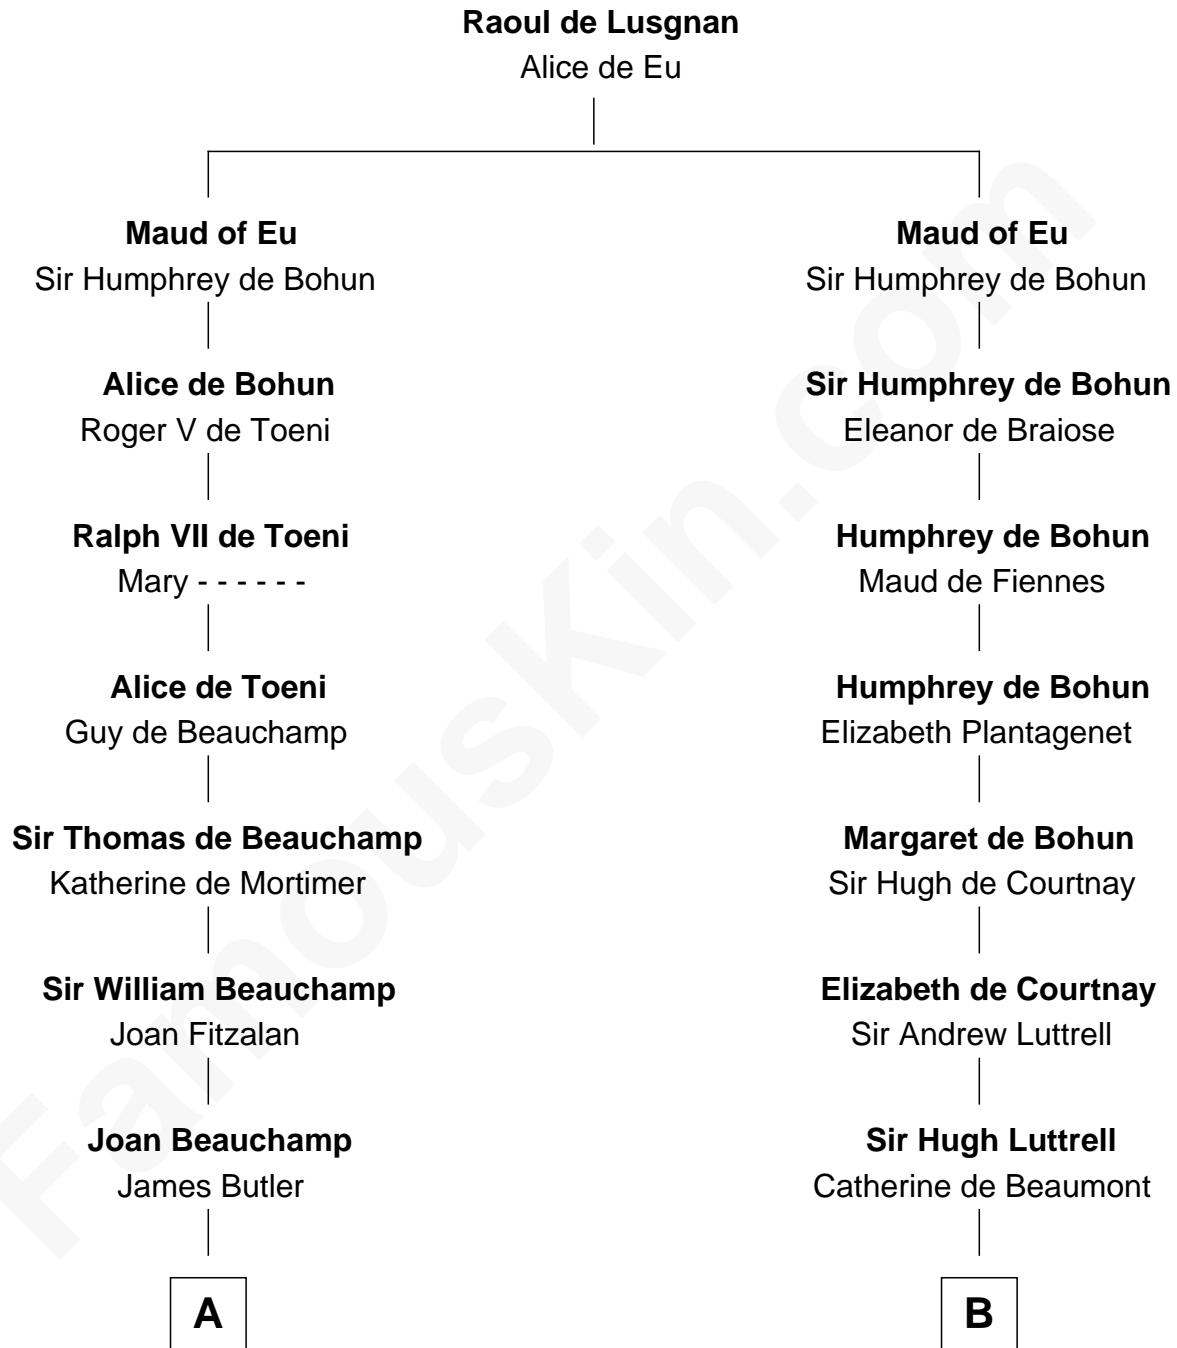 Raoul de Lusgnan
Alice de Eu
Maud of Eu
Sir Humphrey de Bohun
Maud of Eu
Sir Humphrey de Bohun
Alice de Bohun
Roger V de Toeni
Sir Humphrey de Bohun
Eleanor de Braiose
Ralph VII de Toeni
Mary - - - - - -
Humphrey de Bohun
Maud de Fiennes
Alice de Toeni
Guy de Beauchamp
Humphrey de Bohun
Elizabeth Plantagenet
Sir Thomas de Beauchamp
Katherine de Mortimer
Margaret de Bohun
Sir Hugh de Courtnay
Sir William Beauchamp
Joan Fitzalan
Elizabeth de Courtnay
Sir Andrew Luttrell
Joan Beauchamp
James Butler
Sir Hugh Luttrell
Catherine de Beaumont
A
B
FamousKin.com